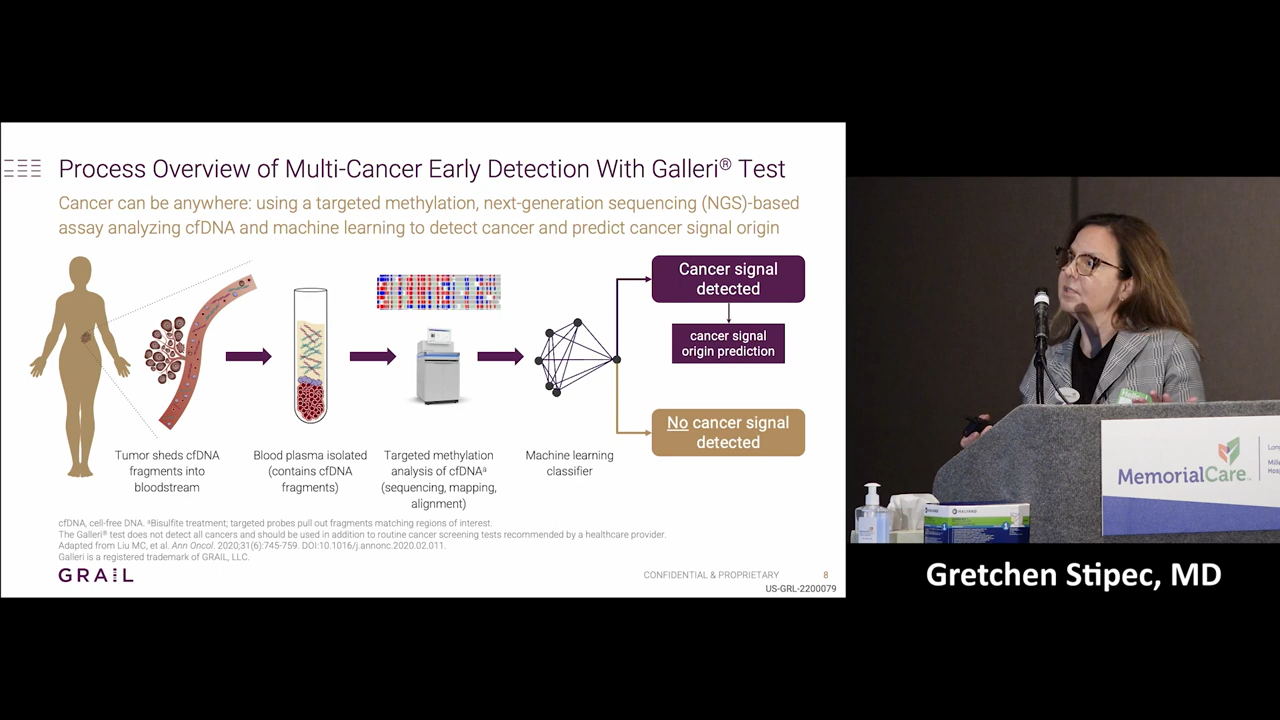 Process Overview of Multi-Cancer Early Detection With Galleri® Test
Cancer can be anywhere: using a targeted methylation, next-generation sequencing (NGS)-based
assay analyzing cfDNA and machine learning to detect cancer and predict cancer signal origin
Cancer signal
detected
cancer signal
origin prediction
No cancer signal
detected
Tumor sheds cfDNA
fragments into
bloodstream
Blood plasma isolated
(contains cfDNA
fragments)
Targeted methylation
analysis of cfDNAª
(sequencing, mapping,
alignment)
Machine learning
classifier
cfDNA, cell-free DNA. ªBisulfite treatment; targeted probes pull out fragments matching regions of interest.
The Galleri® test does not detect all cancers and should be used in addition to routine cancer screening tests recommended by a healthcare provider.
Adapted from Liu MC, et al. Ann Oncol. 2020;31(6):745-759. DOI:10.1016/j.annonc.2020.02.011.
Galleri is a registered trademark of GRAIL, LLC.
GRAIL
CONFIDENTIAL & PROPRIETARY
8
US-GRL-2200079
MemorialCare
HALYARD
Gretchen Stipec, MD